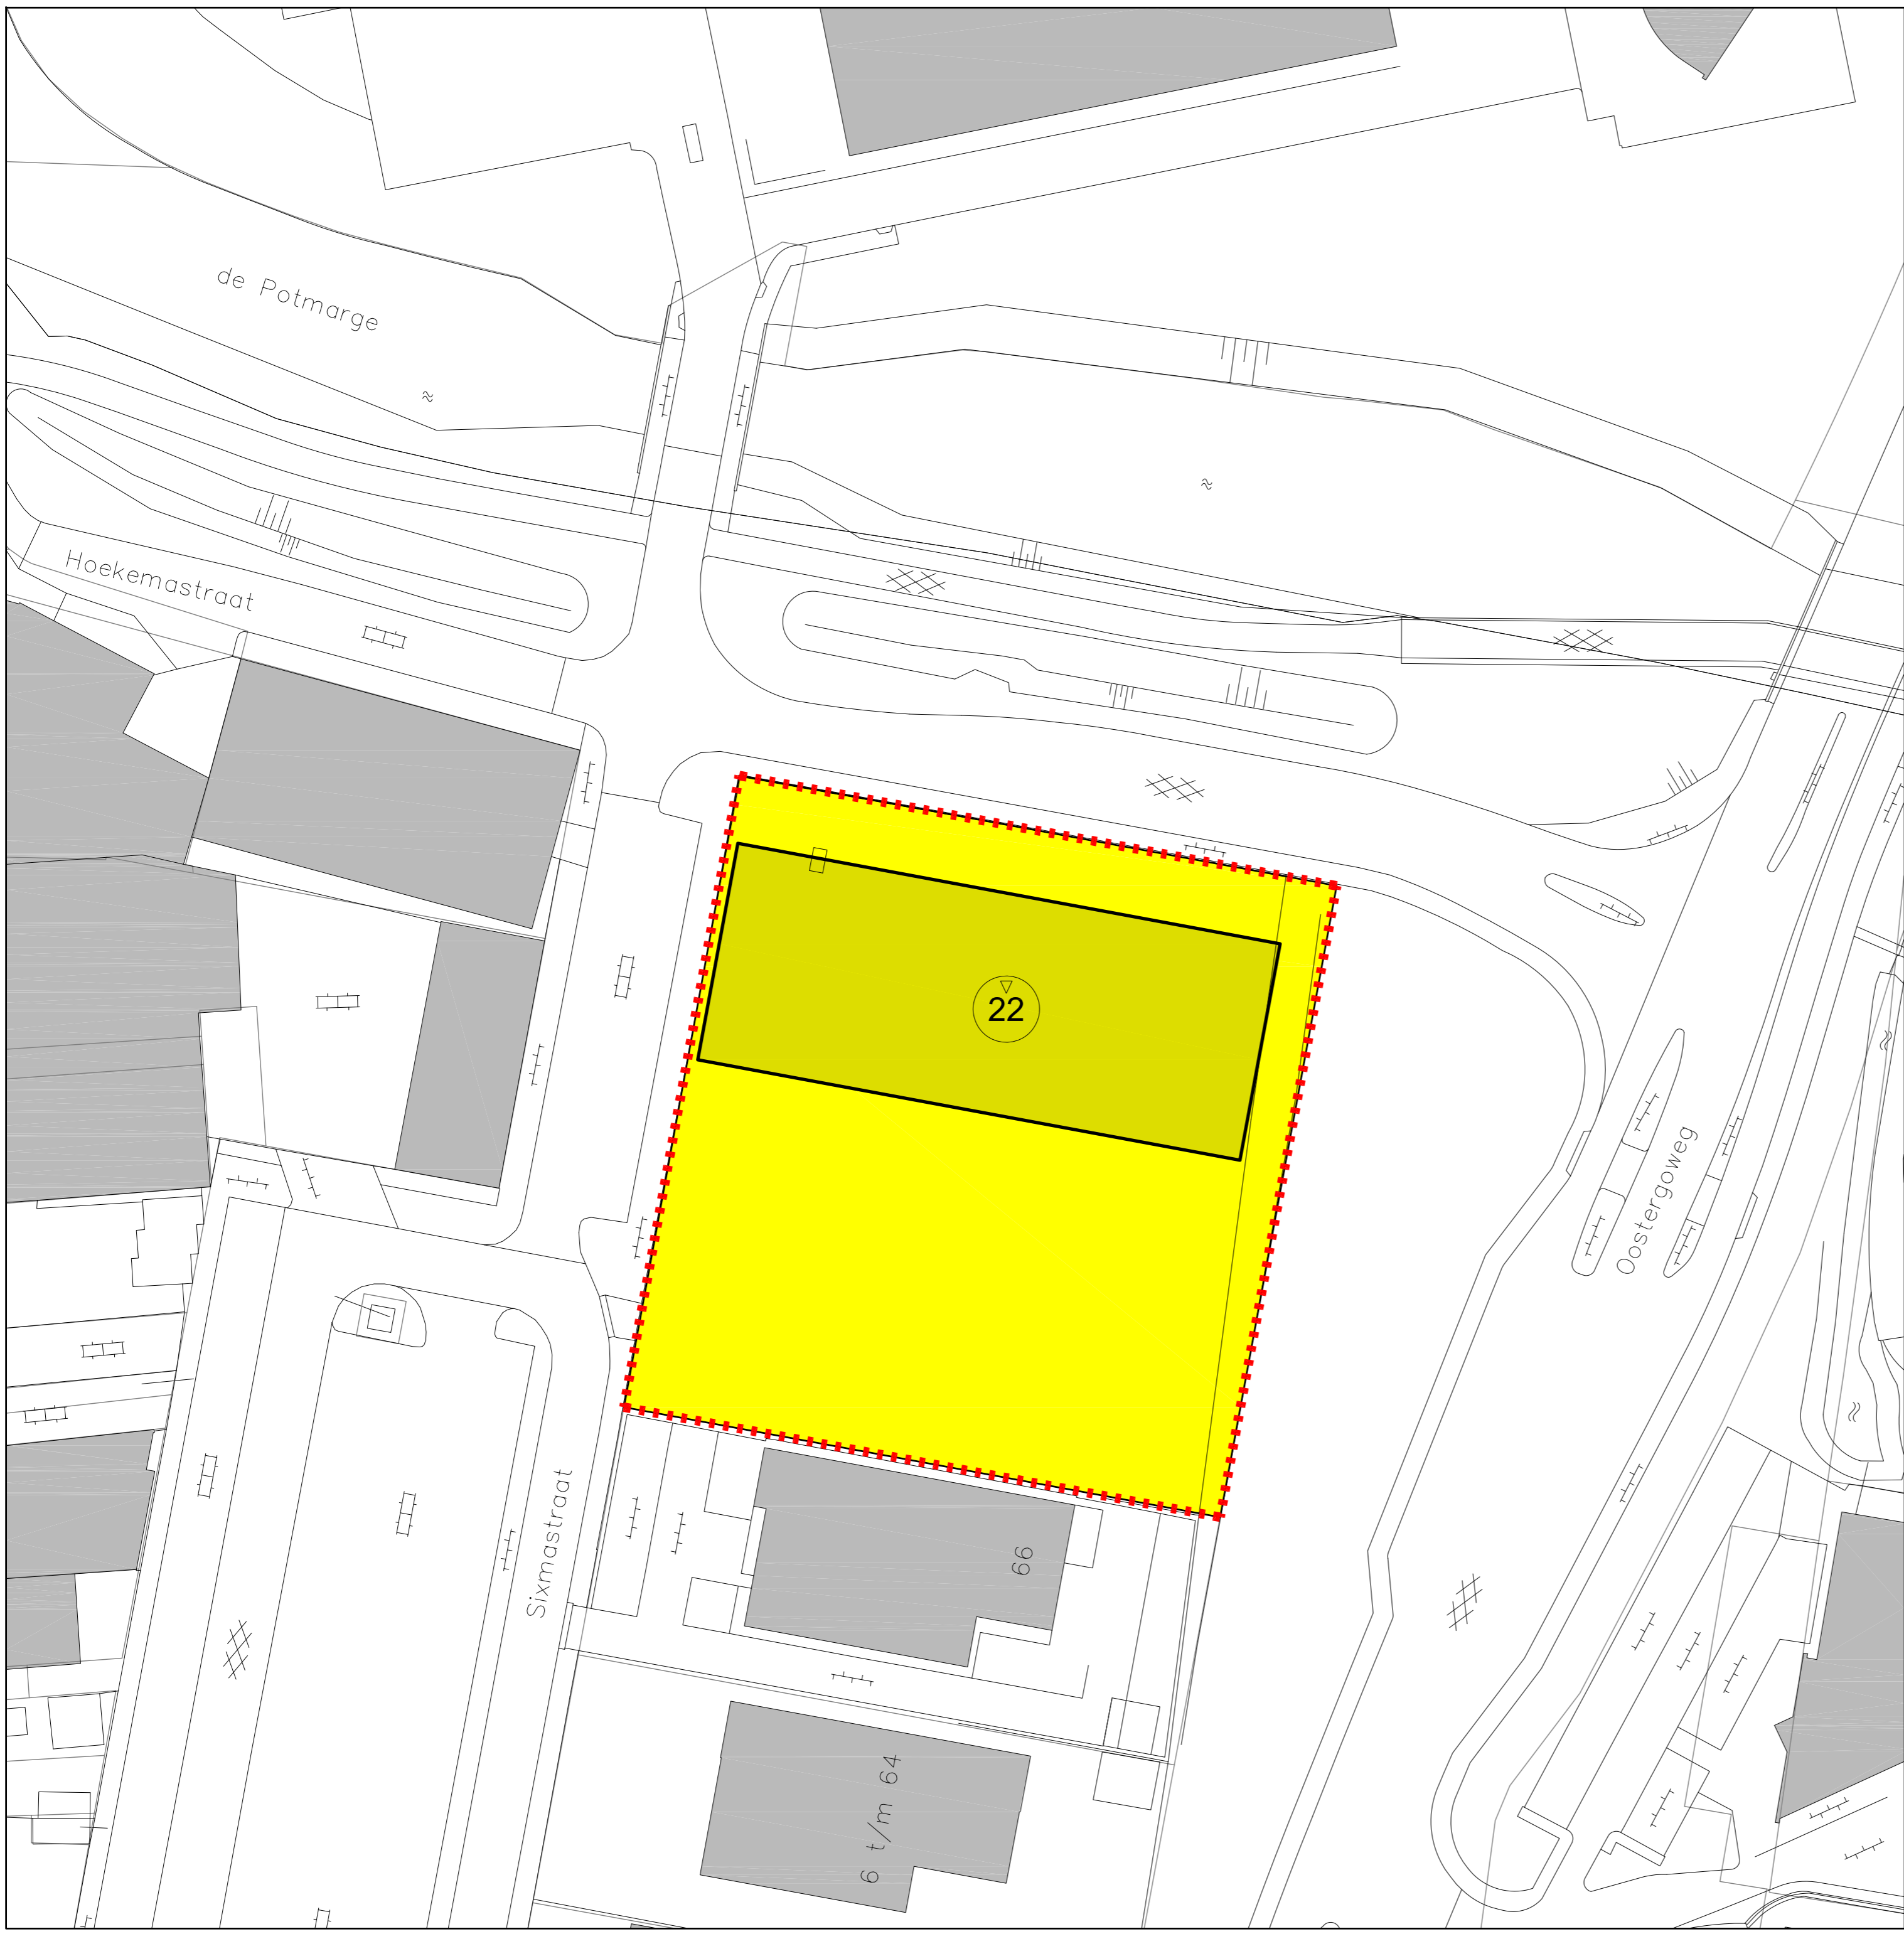 de Potmarge
Hoekemastraat
22
Oostergoweg
Sixmastraat
66
6 t/m 64